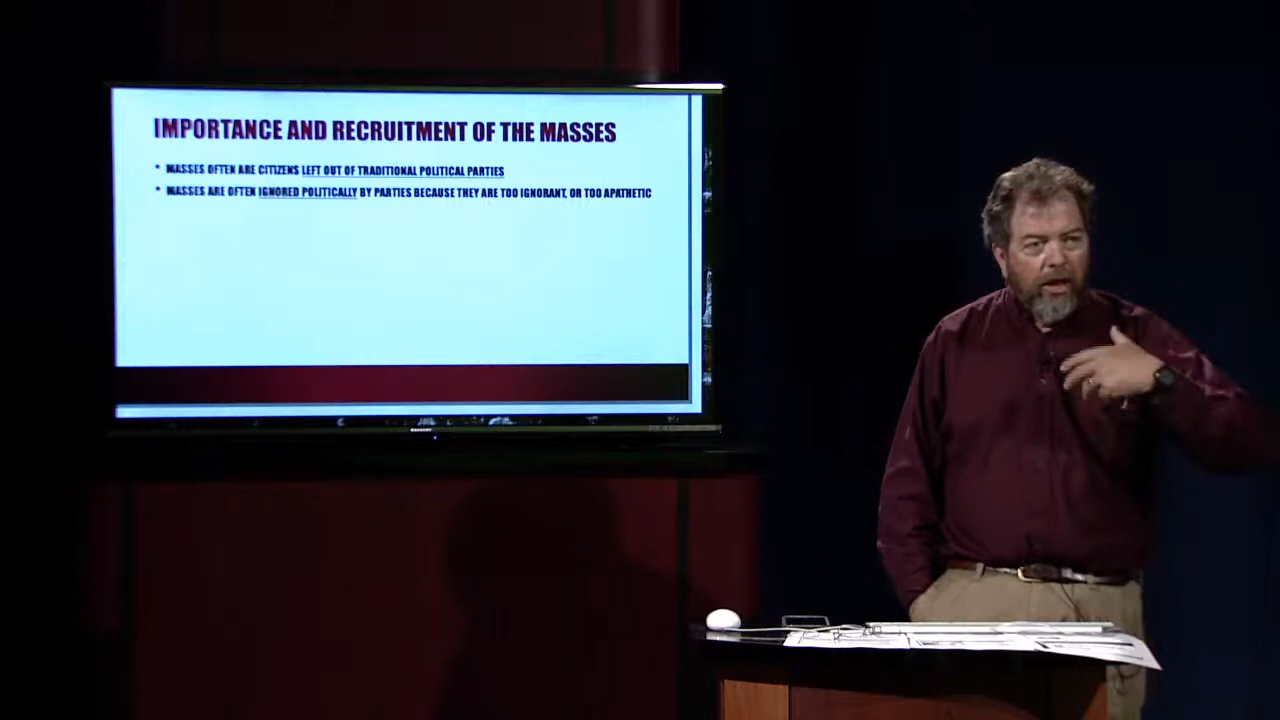 IMPORTANCE AND RECRUITMENT OF THE MASSES
• MASSES OFTEN ARE CITIZENS LEFT OUT OF TRADITIONAL POLITICAL PARTIES
• MASSES ARE OFTEN IGNORED POLITICALLY BY PARTIES BECAUSE THEY ARE TOO IGNORANT, OR TOO APATHETIC